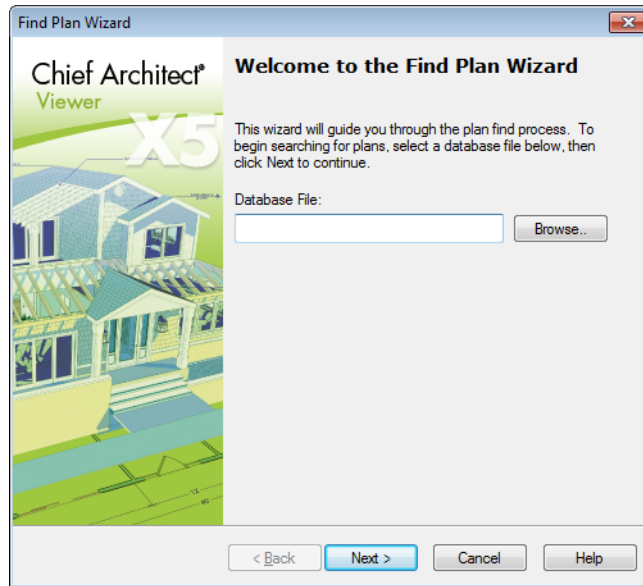 Find Plan Wizard
Chief Architect®
Viewer
X5
Welcome to the Find Plan Wizard
This wizard will guide you through the plan find process. To
begin searching for plans, select a database file below, then
click Next to continue.
Database File:
Browse..
< Back
Next >
Cancel
Help